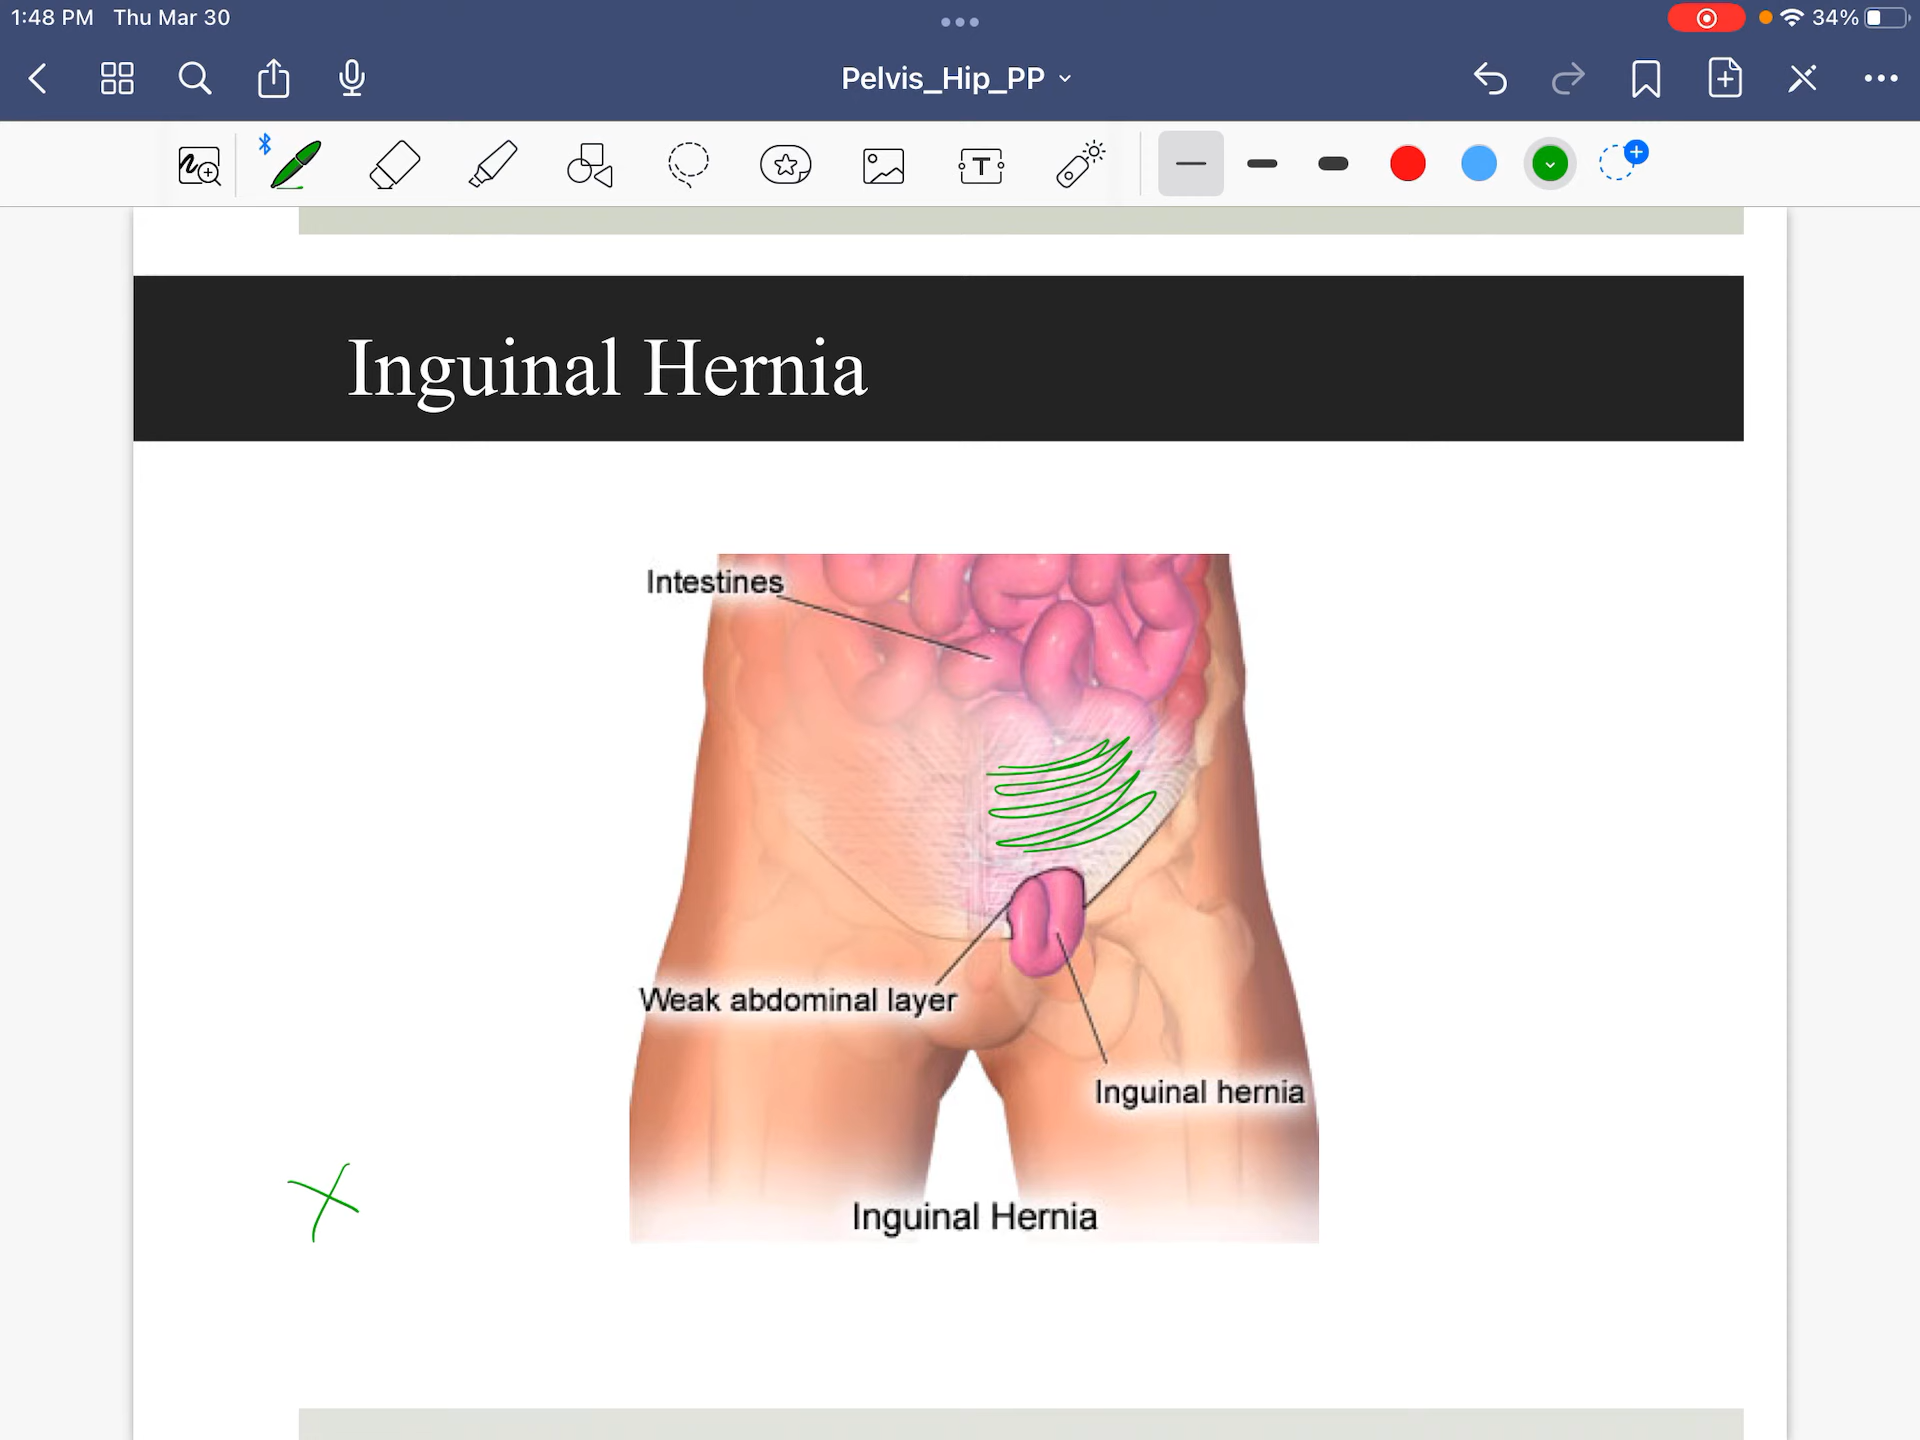 1:48 PM Thu Mar 30
34%
Pelvis_Hip_PP
T
Inguinal Hernia
Intestines
Weak abdominal layer
Inguinal hernia
Inguinal Hernia